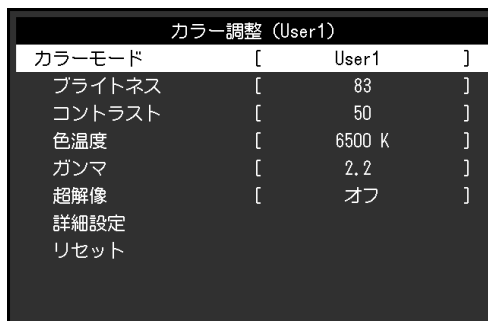 カラー調整 (User1)
カラーモード [ User1 ]
ブライトネス [ 83 ]
コントラスト [ 50 ]
色温度 [ 6500 K ]
ガンマ [ 2.2 ]
超解像 [ オフ ]
詳細設定
リセット